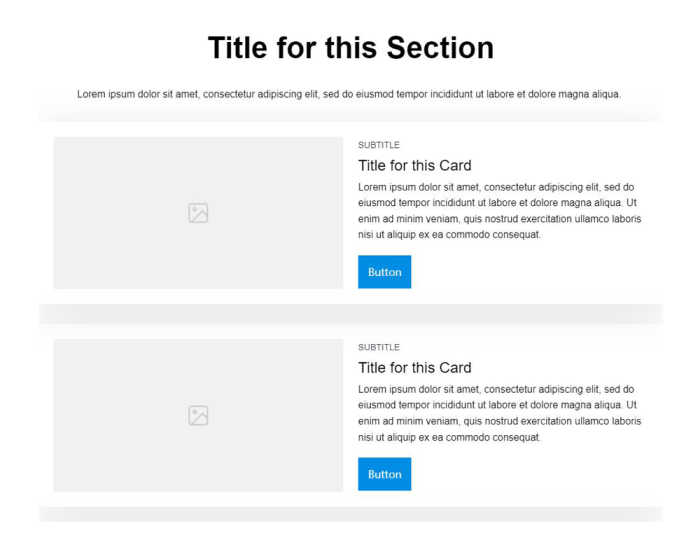 Title for this Section
Lorem ipsum dolor sit amet, consectetur adipiscing elit, sed do eiusmod tempor incididunt ut labore et dolore magna aliqua.
SUBTITLE
Title for this Card
Lorem ipsum dolor sit amet, consectetur adipiscing elit, sed do
eiusmod tempor incididunt ut labore et dolore magna aliqua. Ut
enim ad minim veniam, quis nostrud exercitation ullamco laboris
nisi ut aliquip ex ea commodo consequat.
Button
SUBTITLE
Title for this Card
Lorem ipsum dolor sit amet, consectetur adipiscing elit, sed do
eiusmod tempor incididunt ut labore et dolore magna aliqua. Ut
enim ad minim veniam, quis nostrud exercitation ullamco laboris
nisi ut aliquip ex ea commodo consequat.
Button